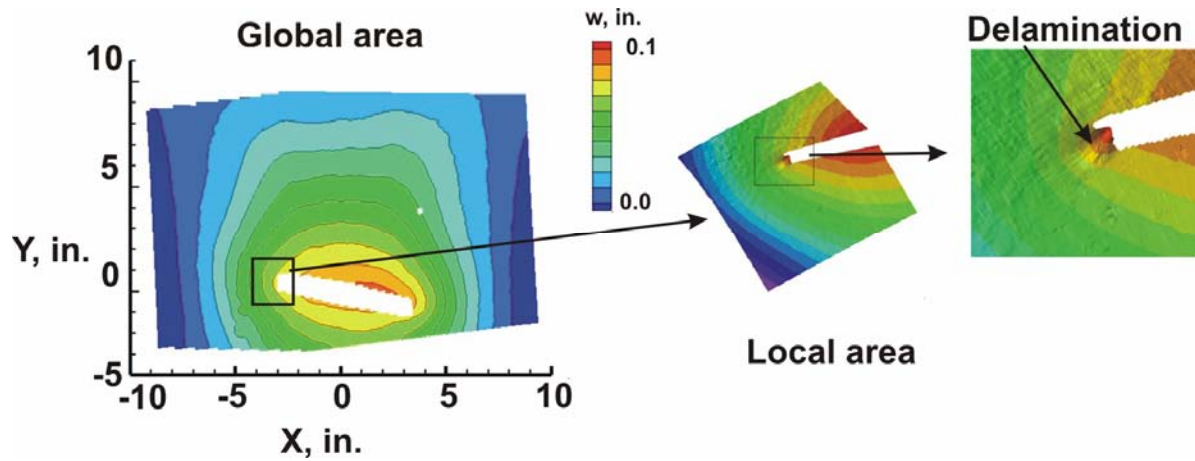 Global area
w, in.
0.1
0.0
Delamination
Local area
10
5
0
-5
Y, in.
-10
-5
0
5
10
X, in.